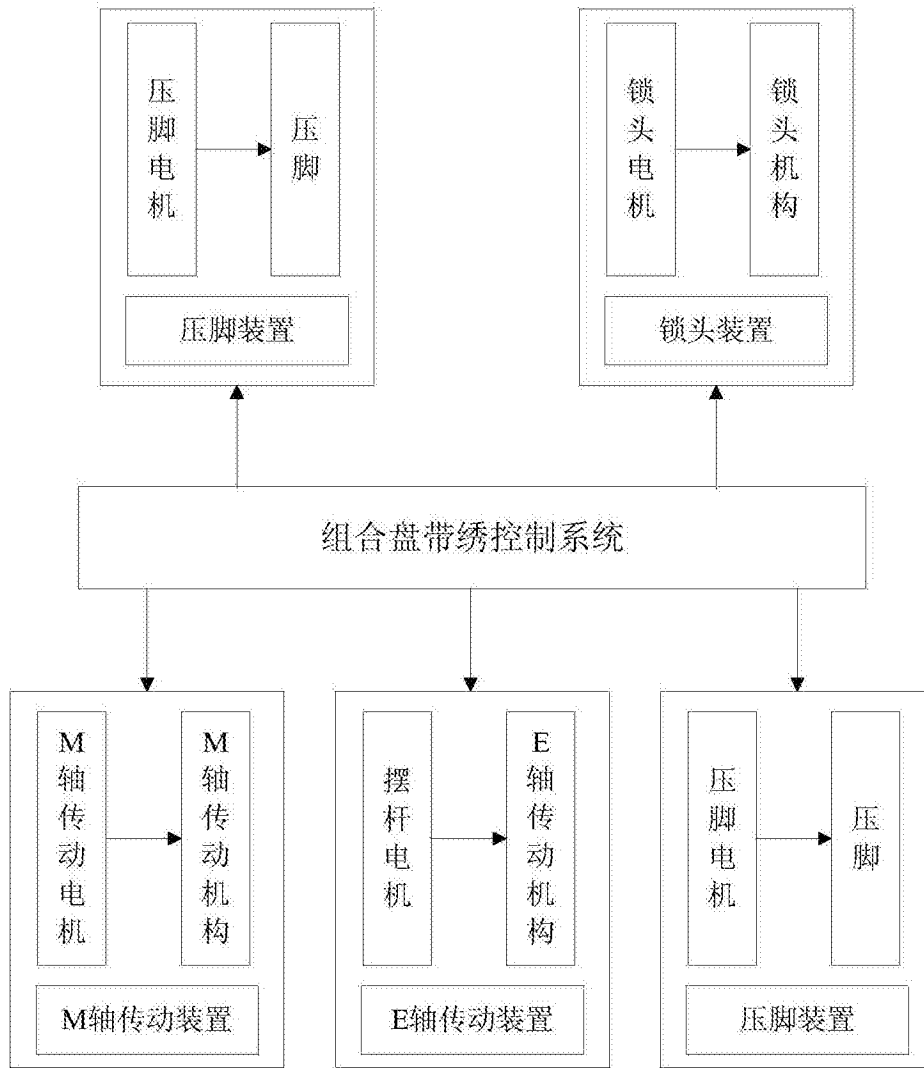 压脚电机
压脚
压脚装置
锁头电机
锁头机构
锁头装置
组合盘带绣控制系统
M轴传动电机
M轴传动机构
M轴传动装置
摆杆电机
E轴传动机构
E轴传动装置
压脚电机
压脚
压脚装置